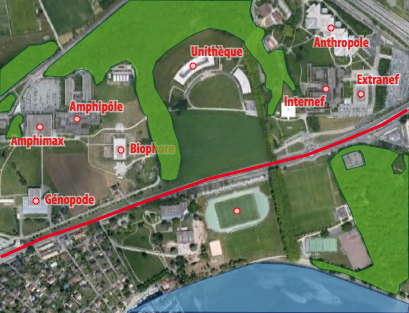 Unithèque
Anthropole
Extranef
Internef
Amphipôle
Amphimax
Biophore
Génopode